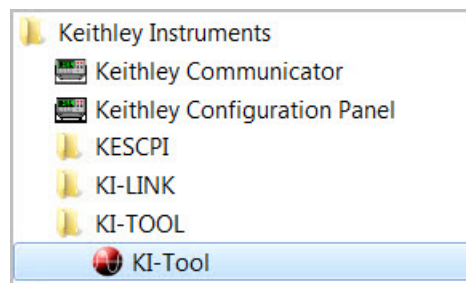 Keithley Instruments
Keithley Communicator
Keithley Configuration Panel
KESCPI
KI-LINK
KI-TOOL
KI-Tool